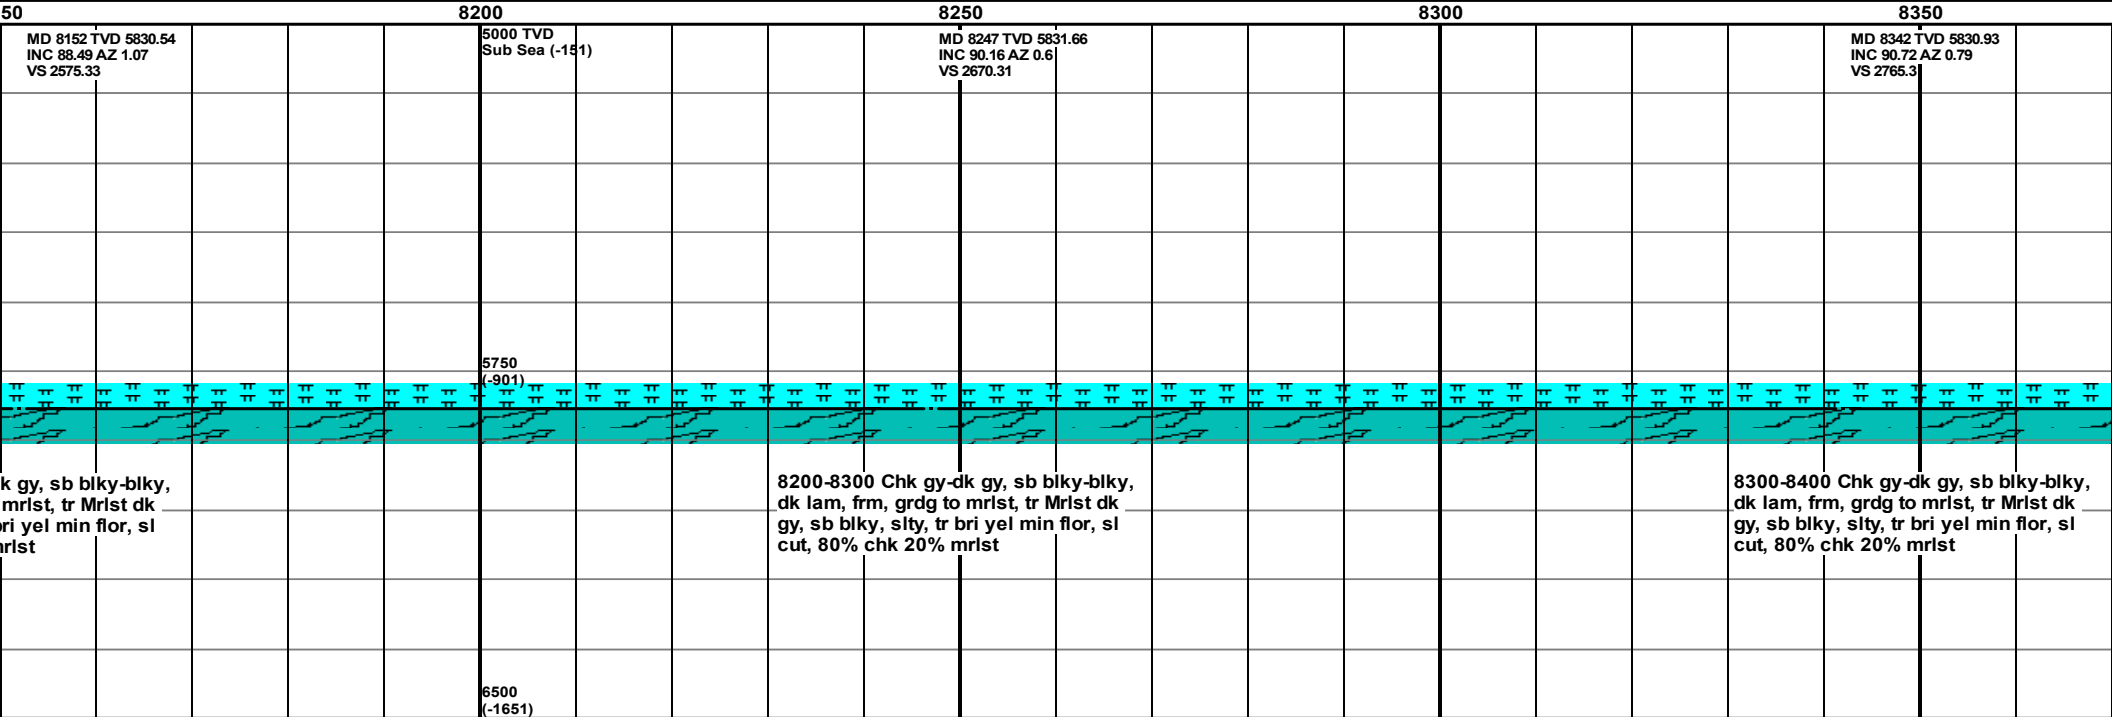 50 8200 8250 8300 8350
MD 8152 TVD 5830.54
INC 88.49 AZ 1.07
VS 2575.33
5000 TVD
Sub Sea (-151)
MD 8247 TVD 5831.66
INC 90.16 AZ 0.6
VS 2670.31
MD 8342 TVD 5830.93
INC 90.72 AZ 0.79
VS 2765.3
5750
(-901)
k gy, sb blky-blky,
mrlst, tr Mrlst dk
bri yel min flor, sl
mrlst
8200-8300 Chk gy-dk gy, sb blky-blky,
dk lam, frm, grdg to mrlst, tr Mrlst dk
gy, sb blky, slty, tr bri yel min flor, sl
cut, 80% chk 20% mrlst
8300-8400 Chk gy-dk gy, sb blky-blky,
dk lam, frm, grdg to mrlst, tr Mrlst dk
gy, sb blky, slty, tr bri yel min flor, sl
cut, 80% chk 20% mrlst
6500
(-1651)